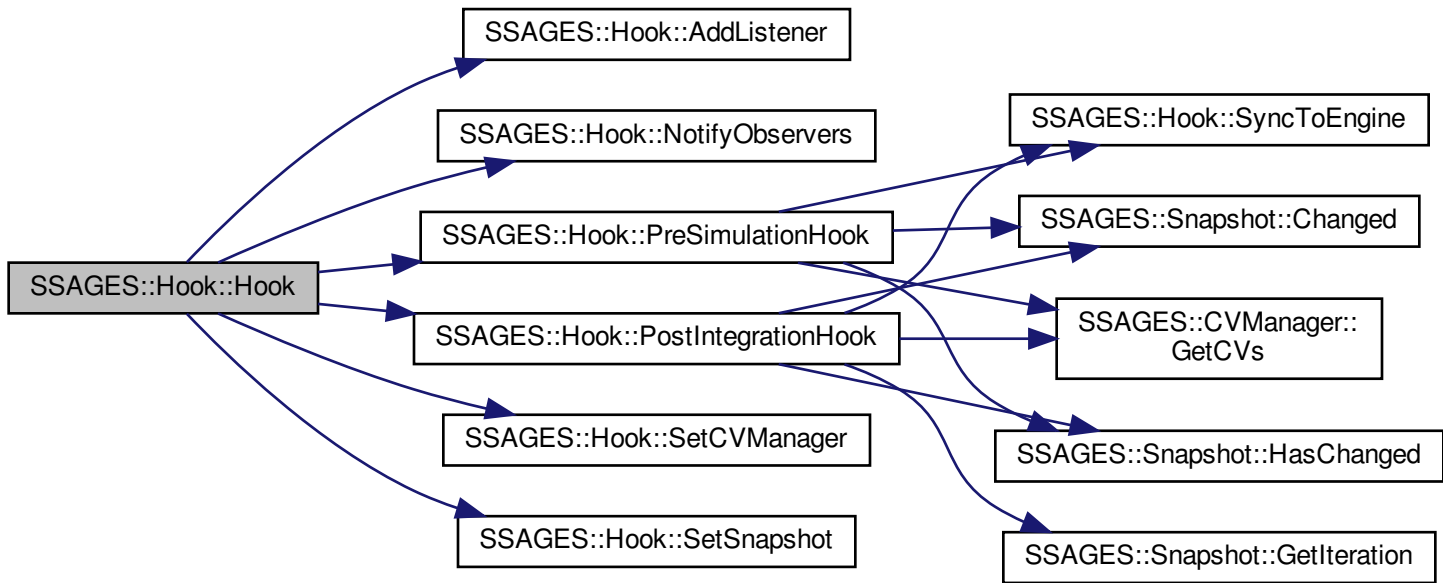 SSAGES::Hook::Hook
SSAGES::Hook::AddListener
SSAGES::Hook::NotifyObservers
SSAGES::Hook::PreSimulationHook
SSAGES::Hook::PostIntegrationHook
SSAGES::Hook::SetCVManager
SSAGES::Hook::SetSnapshot
SSAGES::Hook::SyncToEngine
SSAGES::Snapshot::Changed
SSAGES::CVManager::
GetCVs
SSAGES::Snapshot::HasChanged
SSAGES::Snapshot::GetIteration